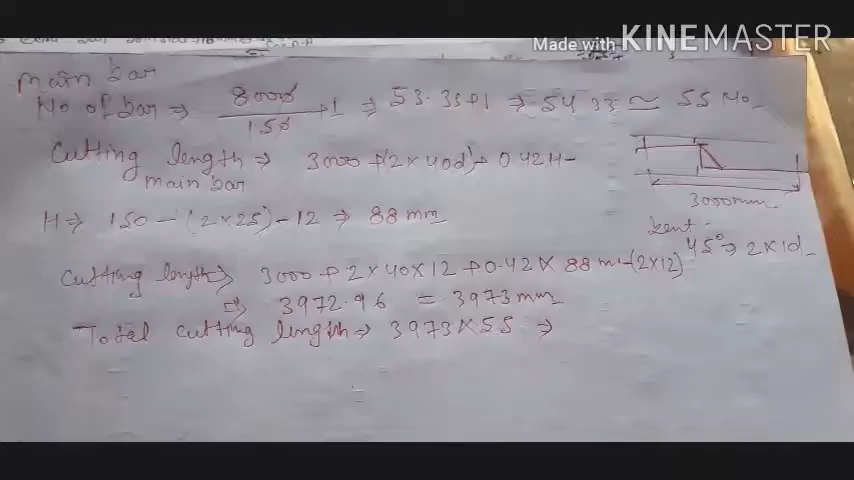 Made with KINEMASTER
Main bar
No of bar ⇒ 8000/150 + 1 ⇒ 53.33+1 ⇒ 54.33 ≃ 55 No
Cutting length ⇒ 3000 + (2×40d) + 0.42H -
main bar
3000mm
H ⇒ 150 - (2×25) - 12 ⇒ 88 mm
bent
45° ⇒ 2×1d
Cutting length ⇒ 3000 + 2×40×12 + 0.42 × 88 m - (2×12)
⇒ 3972.96 = 3973mm
Total cutting length ⇒ 3973×55 ⇒